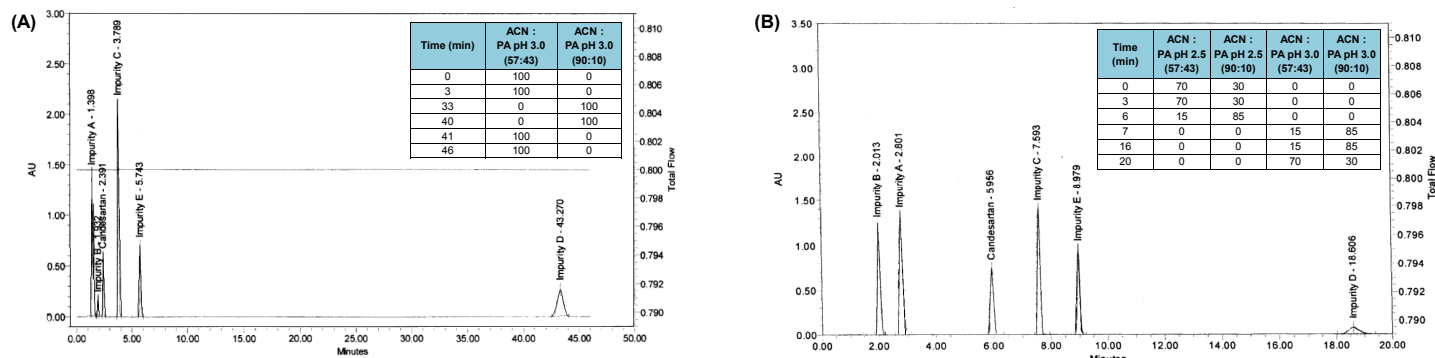 (A)
3.00
2.50
2.00
1.50
1.00
0.50
0.00
AU
0.810
0.808
0.806
0.804
0.802
0.800
0.798
0.796
0.794
0.792
0.790
Total Flow
Impurity A - 1.398
Impurity B - 1.932
Candesartan - 2.391
Impurity C - 3.789
Impurity E - 5.743
Impurity D - 43.270
Time (min) ACN : PA pH 3.0 (57:43) ACN : PA pH 3.0 (90:10)
0 100 0
3 100 0
33 0 100
40 0 100
41 100 0
46 100 0
0.00 5.00 10.00 15.00 20.00 25.00 30.00 35.00 40.00 45.00 50.00
Minutes
(B)
3.50
3.00
2.50
2.00
1.50
1.00
0.50
0.00
AU
0.810
0.808
0.806
0.804
0.802
0.800
0.798
0.796
0.794
0.792
0.790
Total Flow
Impurity B - 2.013
Impurity A - 2.801
Candesartan - 5.956
Impurity C - 7.593
Impurity E - 8.979
Impurity D - 18.606
Time (min) ACN : PA pH 2.5 (57:43) ACN : PA pH 2.5 (90:10) ACN : PA pH 3.0 (57:43) ACN : PA pH 3.0 (90:10)
0 70 30 0 0
3 70 30 0 0
6 15 85 0 0
7 0 0 15 85
16 0 0 15 85
20 0 0 70 30
0.00 2.00 4.00 6.00 8.00 10.00 12.00 14.00 16.00 18.00 20.00
Minutes